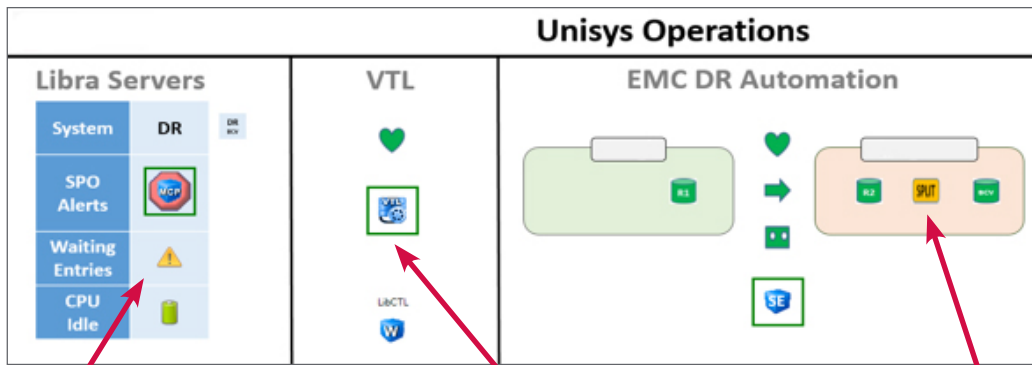 Unisys Operations
Libra Servers
VTL
EMC DR Automation
System
DR
DR
BCV
SPO
Alerts
MCP
Waiting
Entries
CPU
Idle
VTL
LibCTL
W
R1
R2
SPLIT
BCV
SE